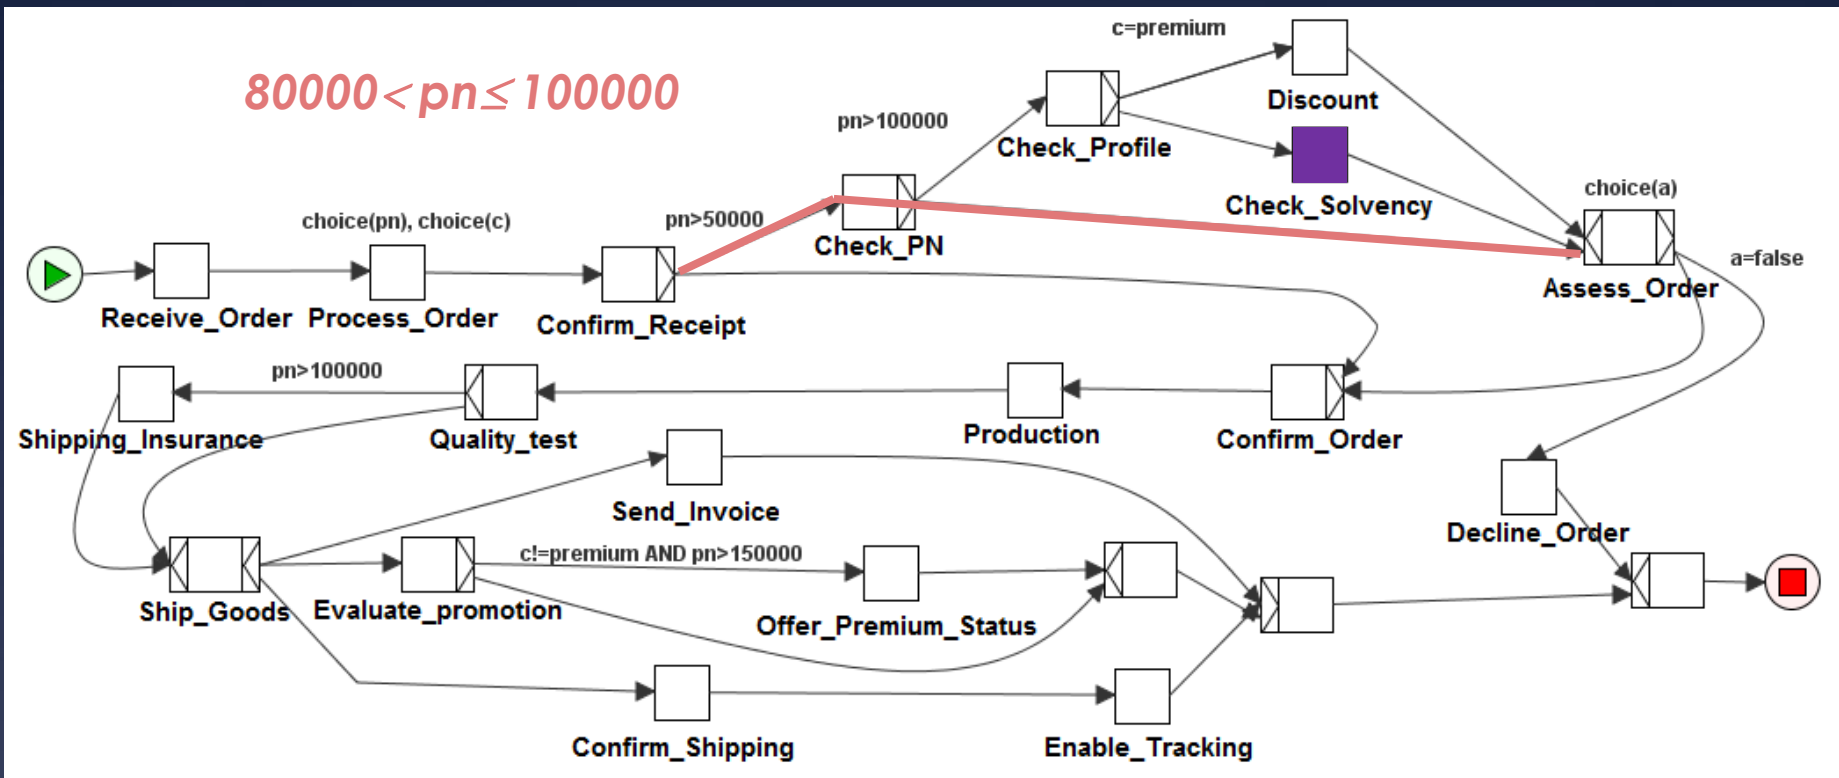 c=premium
80000<pn≤100000
Discount
pn>100000
Check_Profile
choice(a)
Check_Solvency
choice(pn), choice(c)
pn>50000
Check_PN
a=false
Assess_Order
Receive_Order
Process_Order
Confirm_Receipt
pn>100000
Shipping_Insurance
Quality_test
Production
Confirm_Order
Send_Invoice
Decline_Order
c!=premium AND pn>150000
Ship_Goods
Evaluate_promotion
Offer_Premium_Status
Confirm_Shipping
Enable_Tracking